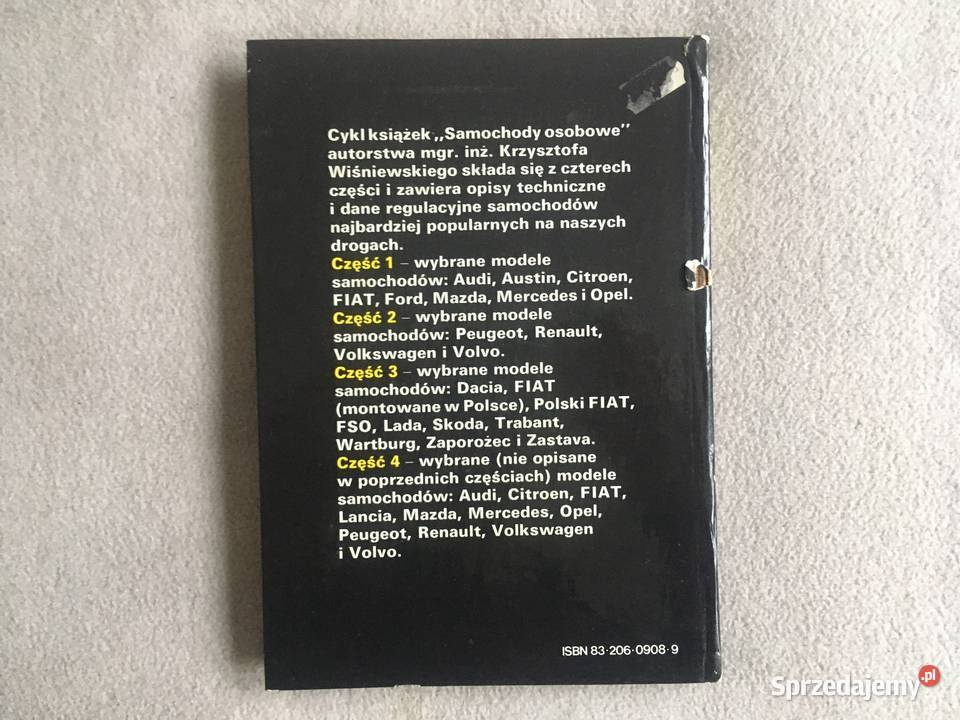 Cykl książek „Samochody osobowe”
autorstwa mgr. inż. Krzysztofa
Wiśniewskiego składa się z czterech
części i zawiera opisy techniczne
i dane regulacyjne samochodów
najbardziej popularnych na naszych
drogach.
Część 1 – wybrane modele
samochodów: Audi, Austin, Citroen,
FIAT, Ford, Mazda, Mercedes i Opel.
Część 2 – wybrane modele
samochodów: Peugeot, Renault,
Volkswagen i Volvo.
Część 3 – wybrane modele
samochodów: Dacia, FIAT
(montowane w Polsce), Polski FIAT,
FSO, Lada, Skoda, Trabant,
Wartburg, Zaporożec i Zastava.
Część 4 – wybrane (nie opisane
w poprzednich częściach) modele
samochodów: Audi, Citroen, FIAT,
Lancia, Mazda, Mercedes, Opel,
Peugeot, Renault, Volkswagen
i Volvo.
ISBN 83·206·0908·9
Sprzedajemy.pl